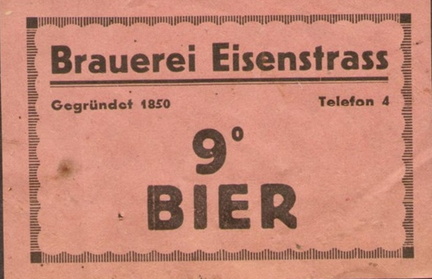 Brauerei Eisenstrass
Gegründet 1850 Telefon 4
9°
BIER